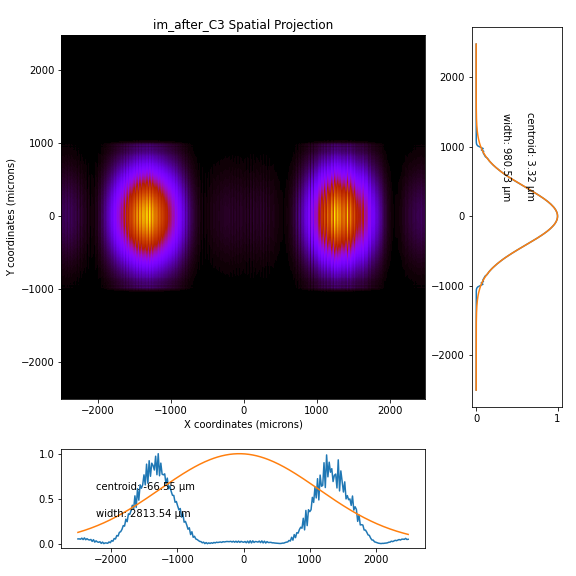 im_after_C3 Spatial Projection
2000
1000
0
−1000
−2000
Y coordinates (microns)
−2000 −1000 0 1000 2000
X coordinates (microns)
2000
1000
0
−1000
−2000
0 1
centroid: 3.32 μm
width: 980.53 μm
1.0
0.5
0.0
centroid: -66.55 μm
width: 2813.54 μm
−2000 −1000 0 1000 2000